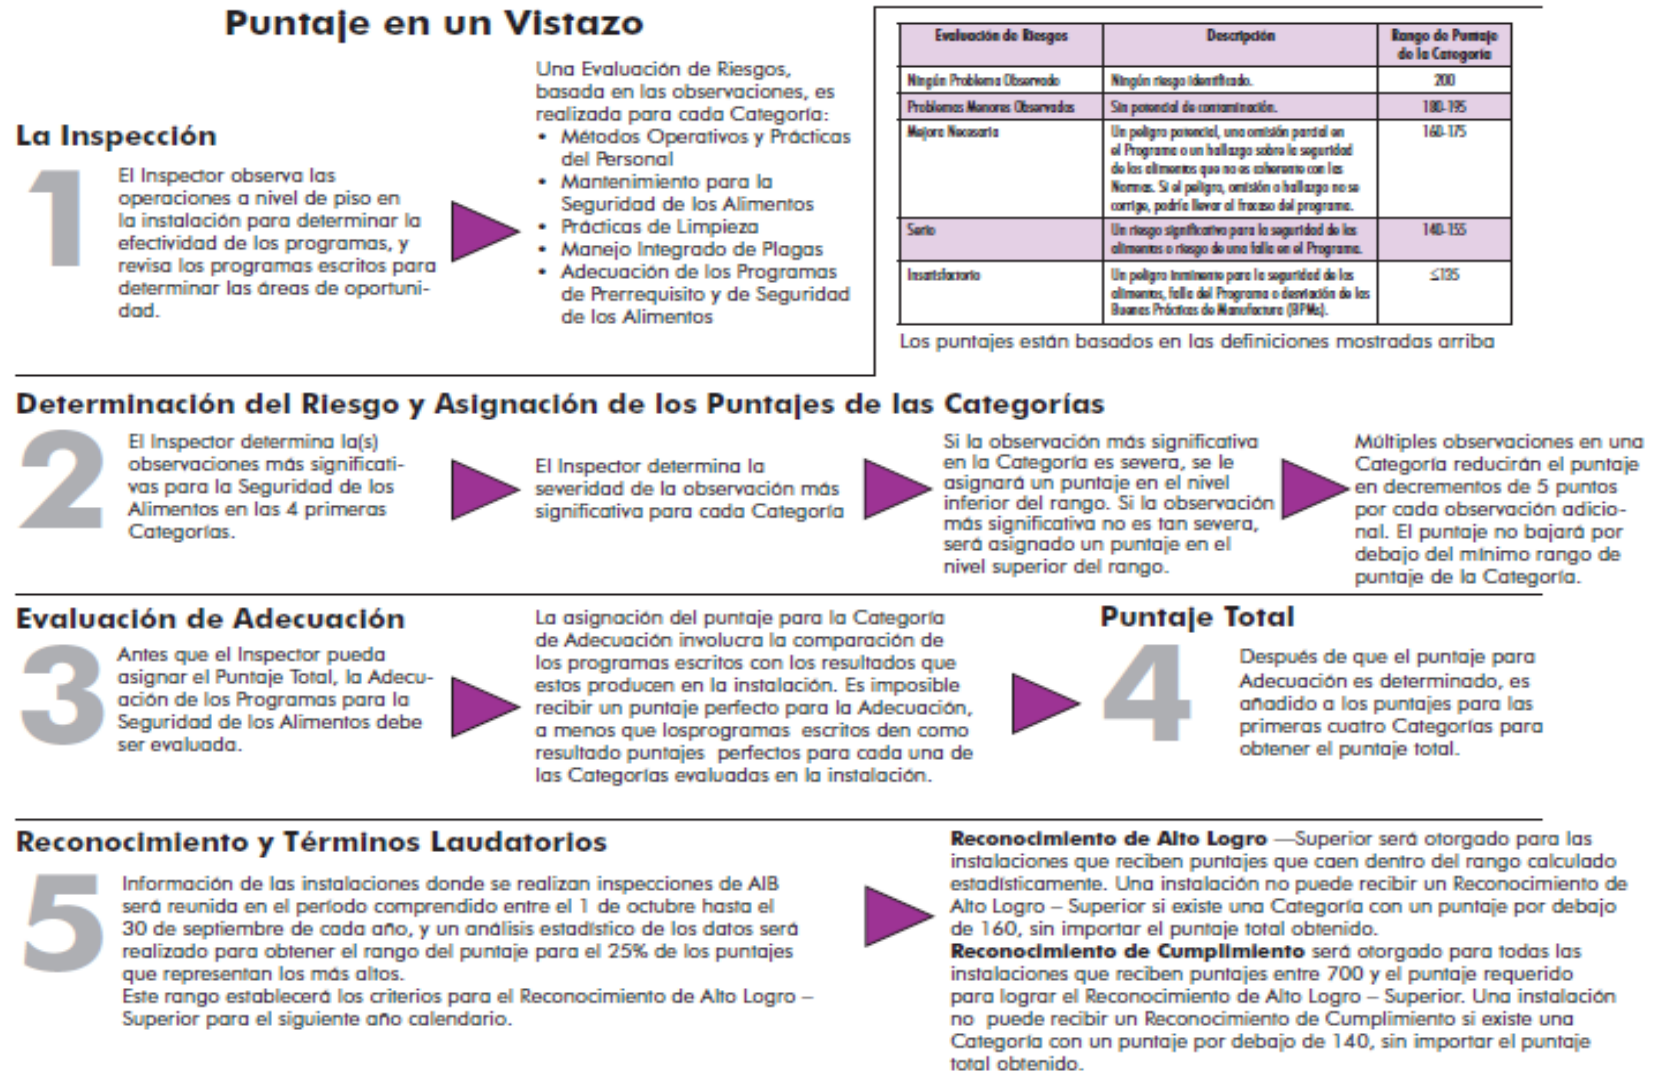 Puntaje en un Vistazo
La Inspección
1
El Inspector observa las
operaciones a nivel de piso en
la instalación para determinar la
efectividad de los programas, y
revisa los programas escritos para
determinar las áreas de oportuni-
dad.
Una Evaluación de Riesgos,
basada en las observaciones, es
realizada para cada Categoría:
• Métodos Operativos y Prácticas
del Personal
• Mantenimiento para la
Seguridad de los Alimentos
• Prácticas de Limpieza
• Manejo Integrado de Plagas
• Adecuación de los Programas
de Prerrequisito y de Seguridad
de los Alimentos
Evaluación de Riesgos Descripción Rango de Puntaje
de la Categoría
Ningún Problema Observado Ningún riesgo identificado. 200
Problemas Menores Observados Sin potencial de contaminación. 180-195
Mejora Necesaria Un peligro potencial, una omisión parcial en 160-175
el Programa o un hallazgo sobre la seguridad
de los alimentos que no es coherente con las
Normas. Si el peligro, omisión o hallazgo no se
corrige, podría llevar al fracaso del programa.
Serio Un riesgo significativo para la seguridad de los 140-155
alimentos o riesgo de una falla en el Programa.
Insatisfactorio Un peligro inminente para la seguridad de los ≤135
alimentos, falla del Programa o desviación de las
Buenas Prácticas de Manufactura (BPMs).
Los puntajes están basados en las definiciones mostradas arriba
Determinación del Riesgo y Asignación de los Puntajes de las Categorías
2
El Inspector determina la(s)
observaciones más significati-
vas para la Seguridad de los
Alimentos en las 4 primeras
Categorías.
El Inspector determina la
severidad de la observación más
significativa para cada Categoría
Si la observación más significativa
en la Categoría es severa, se le
asignará un puntaje en el nivel
inferior del rango. Si la observación
más significativa no es tan severa,
será asignado un puntaje en el
nivel superior del rango.
Múltiples observaciones en una
Categoría reducirán el puntaje
en decrementos de 5 puntos
por cada observación adicio-
nal. El puntaje no bajará por
debajo del mínimo rango de
puntaje de la Categoría.
Evaluación de Adecuación
3
Antes que el Inspector pueda
asignar el Puntaje Total, la Adecu-
ación de los Programas para la
Seguridad de los Alimentos debe
ser evaluada.
La asignación del puntaje para la Categoría
de Adecuación involucra la comparación de
los programas escritos con los resultados que
estos producen en la instalación. Es imposible
recibir un puntaje perfecto para la Adecuación,
a menos que losprogramas escritos den como
resultado puntajes perfectos para cada una de
las Categorías evaluadas en la instalación.
Puntaje Total
4
Después de que el puntaje para
Adecuación es determinado, es
añadido a los puntajes para las
primeras cuatro Categorías para
obtener el puntaje total.
Reconocimiento y Términos Laudatorios
5
Información de las instalaciones donde se realizan inspecciones de AIB
será reunida en el período comprendido entre el 1 de octubre hasta el
30 de septiembre de cada año, y un análisis estadístico de los datos será
realizado para obtener el rango del puntaje para el 25% de los puntajes
que representan los más altos.
Este rango establecerá los criterios para el Reconocimiento de Alto Logro –
Superior para el siguiente año calendario.
Reconocimiento de Alto Logro —Superior será otorgado para las
instalaciones que reciben puntajes que caen dentro del rango calculado
estadísticamente. Una instalación no puede recibir un Reconocimiento de
Alto Logro – Superior si existe una Categoría con un puntaje por debajo
de 160, sin importar el puntaje total obtenido.
Reconocimiento de Cumplimiento será otorgado para todas las
instalaciones que reciben puntajes entre 700 y el puntaje requerido
para lograr el Reconocimiento de Alto Logro – Superior. Una instalación
no puede recibir un Reconocimiento de Cumplimiento si existe una
Categoría con un puntaje por debajo de 140, sin importar el puntaje
total obtenido.